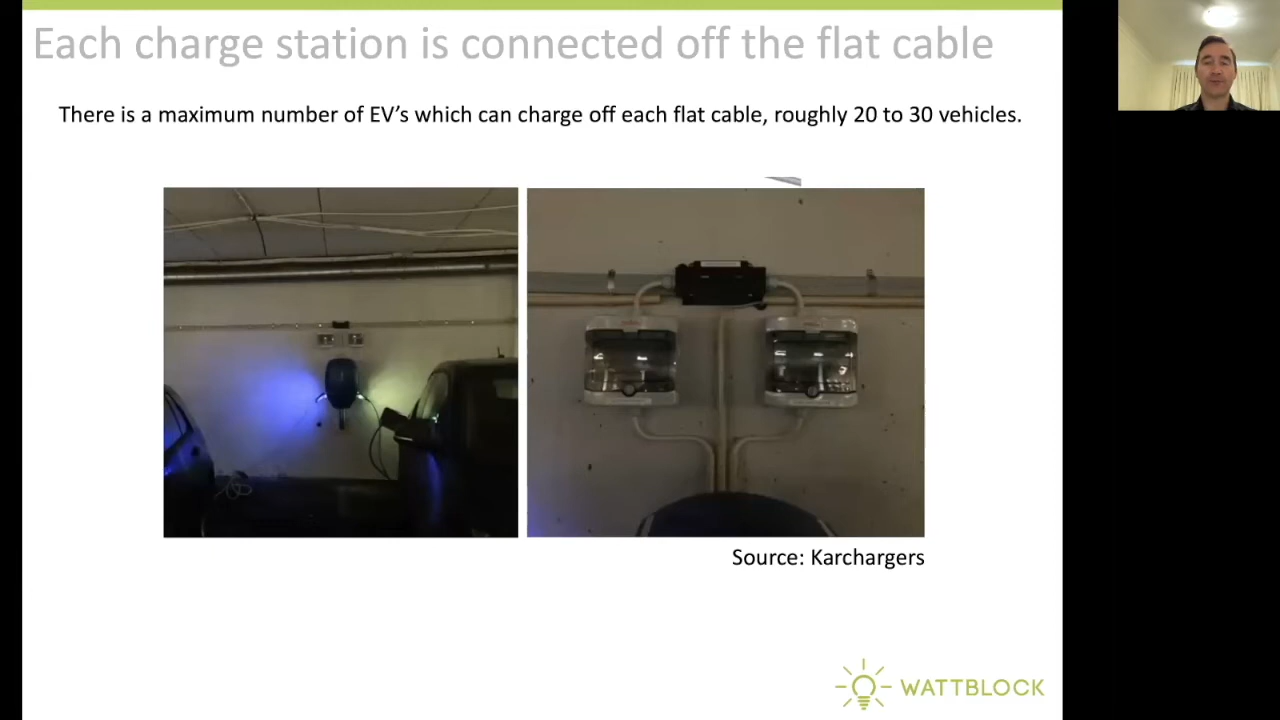 Each charge station is connected off the flat cable
There is a maximum number of EV's which can charge off each flat cable, roughly 20 to 30 vehicles.
Source: Karchargers
WATTBLOCK